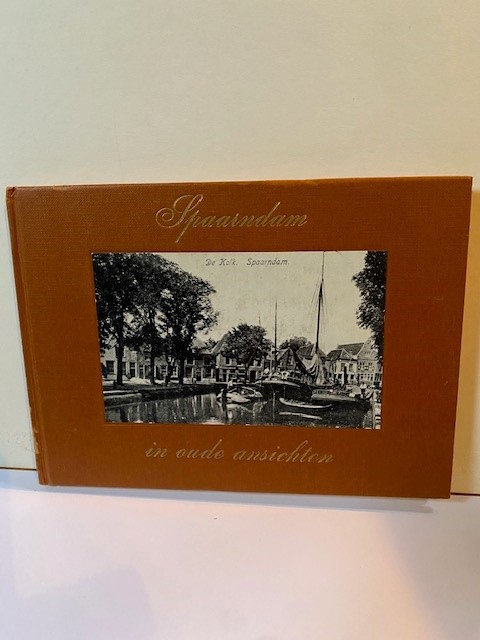 Spaarndam
De Kolk. Spaarndam
in oude ansichten